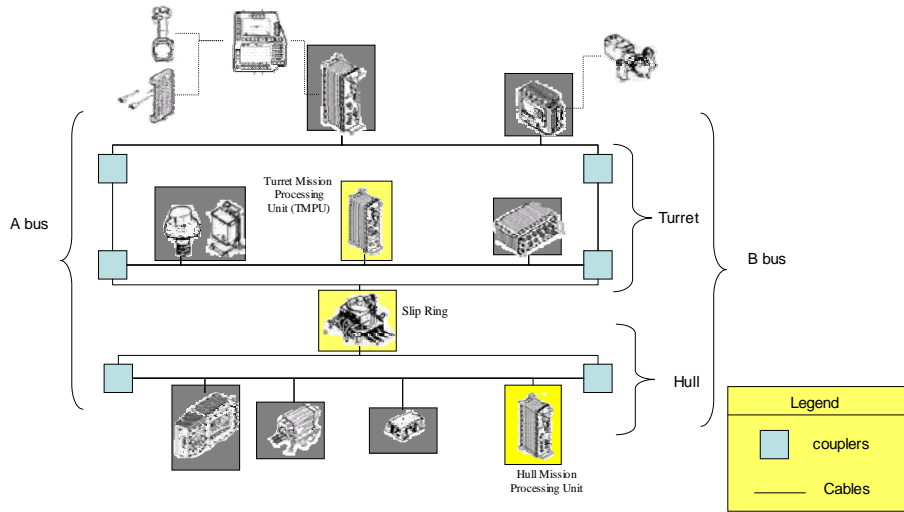 Turret Mission
Processing
Unit (TMPU)
A bus
Turret
B bus
Slip Ring
Hull
Hull Mission
Processing Unit
Legend
couplers
Cables